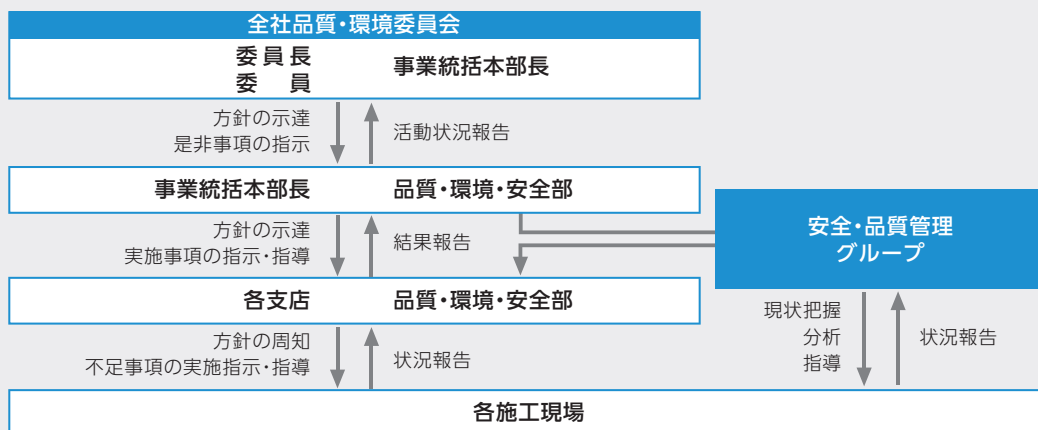 全社品質・環境委員会
委員長
委員
事業統括本部長
方針の示達
是非事項の指示
活動状況報告
事業統括本部長 品質・環境・安全部
方針の示達
実施事項の指示・指導
結果報告
安全・品質管理
グループ
各支店 品質・環境・安全部
方針の周知
不足事項の実施指示・指導
状況報告
現状把握
分析
指導
状況報告
各施工現場